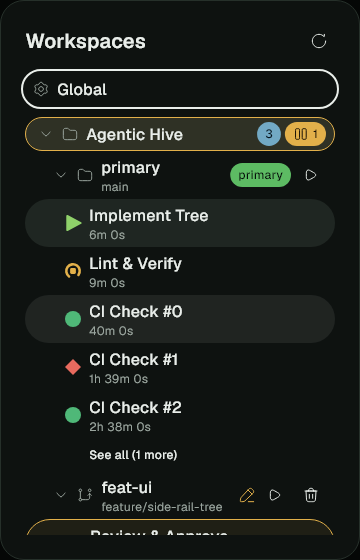 Workspaces
Global
Agentic Hive 3 1
primary primary
main
Implement Tree
6m 0s
Lint & Verify
9m 0s
CI Check #0
40m 0s
CI Check #1
1h 39m 0s
CI Check #2
2h 38m 0s
See all (1 more)
feat-ui
feature/side-rail-tree
Review & Approve